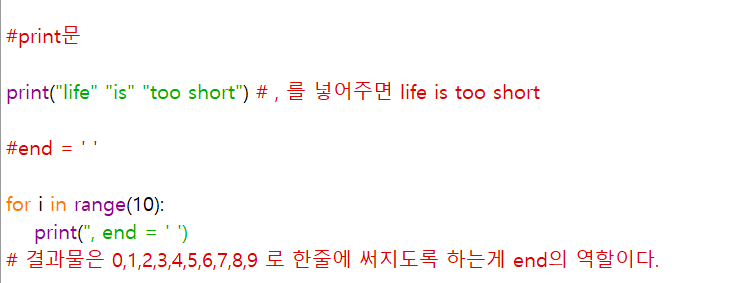 #print문
print("life" "is" "too short") # , 를 넣어주면 life is too short
#end = ' '
for i in range(10):
print(", end = ' ')
# 결과물은 0,1,2,3,4,5,6,7,8,9 로 한줄에 써지도록 하는게 end의 역할이다.